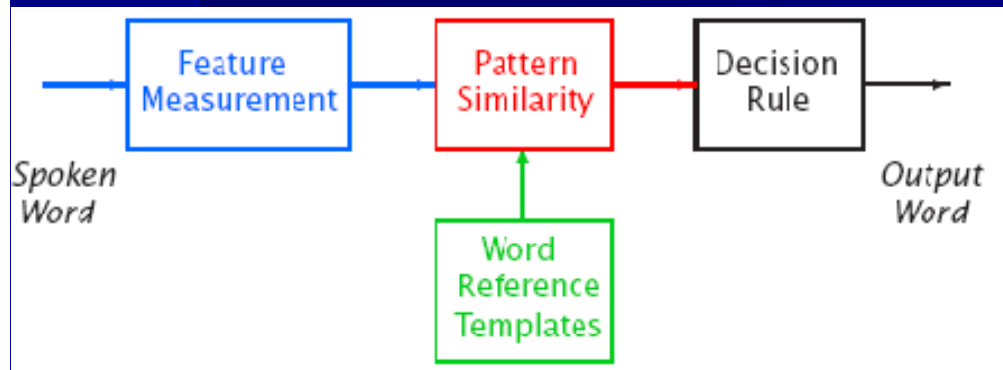 Feature
Measurement
Pattern
Similarity
Decision
Rule
Spoken
Word
Output
Word
Word
Reference
Templates